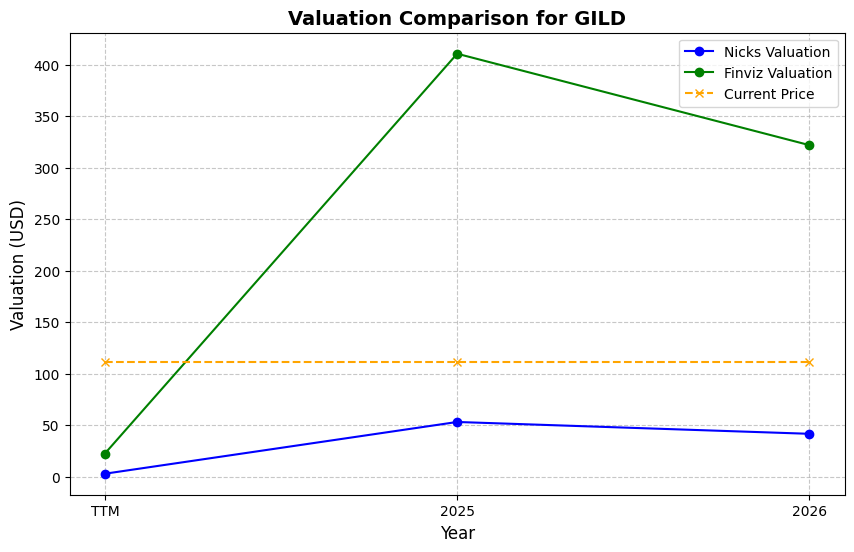 Valuation Comparison for GILD
Nicks Valuation
Finviz Valuation
Current Price
Valuation (USD)
400
350
300
250
200
150
100
50
0
TTM
2025
2026
Year